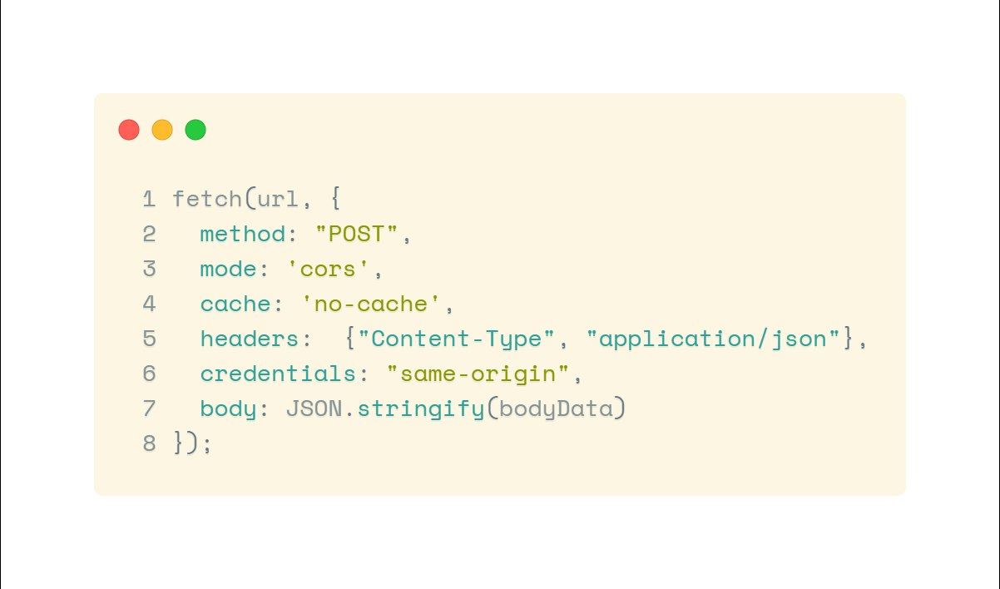 1 fetch(url, {
2   method: "POST",
3   mode: 'cors',
4   cache: 'no-cache',
5   headers:  {"Content-Type", "application/json"},
6   credentials: "same-origin",
7   body: JSON.stringify(bodyData)
8 });